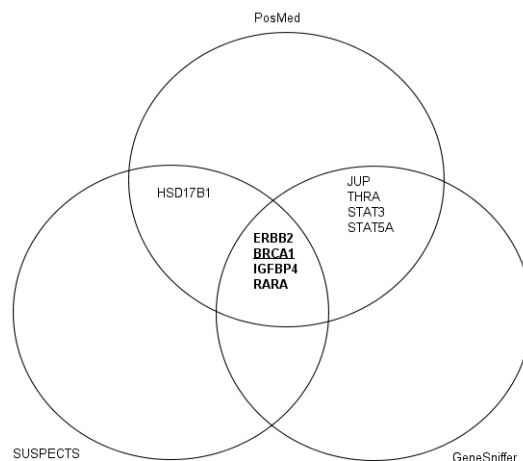 PosMed
HSD17B1
JUP
THRA
STAT3
STAT5A
ERBB2
BRCA1
IGFBP4
RARA
SUSPECTS
GeneSniffer